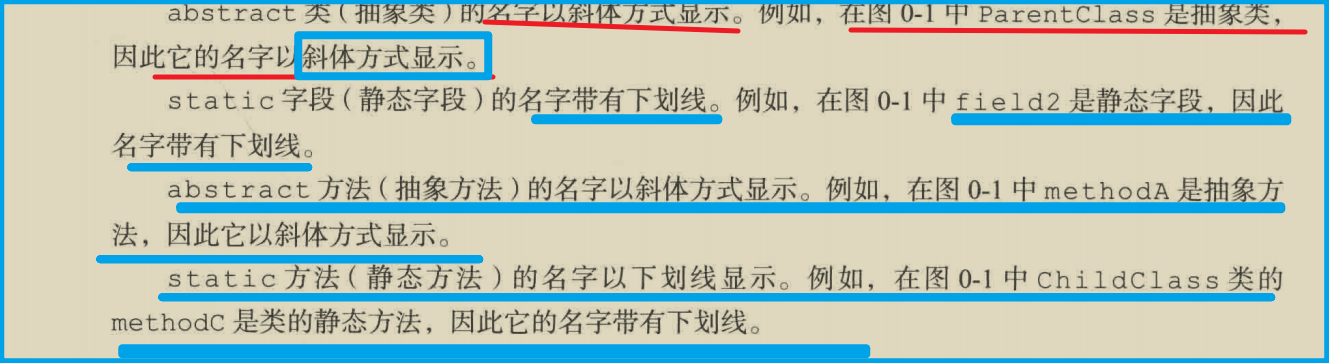 abstract 类(抽象类)的名字以斜体方式显示。例如，在图 0-1 中 ParentClass 是抽象类，
因此它的名字以斜体方式显示。
static 字段(静态字段)的名字带有下划线。例如，在图 0-1 中 field2 是静态字段，因此
名字带有下划线。
abstract 方法(抽象方法)的名字以斜体方式显示。例如，在图 0-1 中 methodA 是抽象方
法，因此它以斜体方式显示。
static 方法(静态方法)的名字以下划线显示。例如，在图 0-1 中 ChildClass 类的
methodC 是类的静态方法，因此它的名字带有下划线。